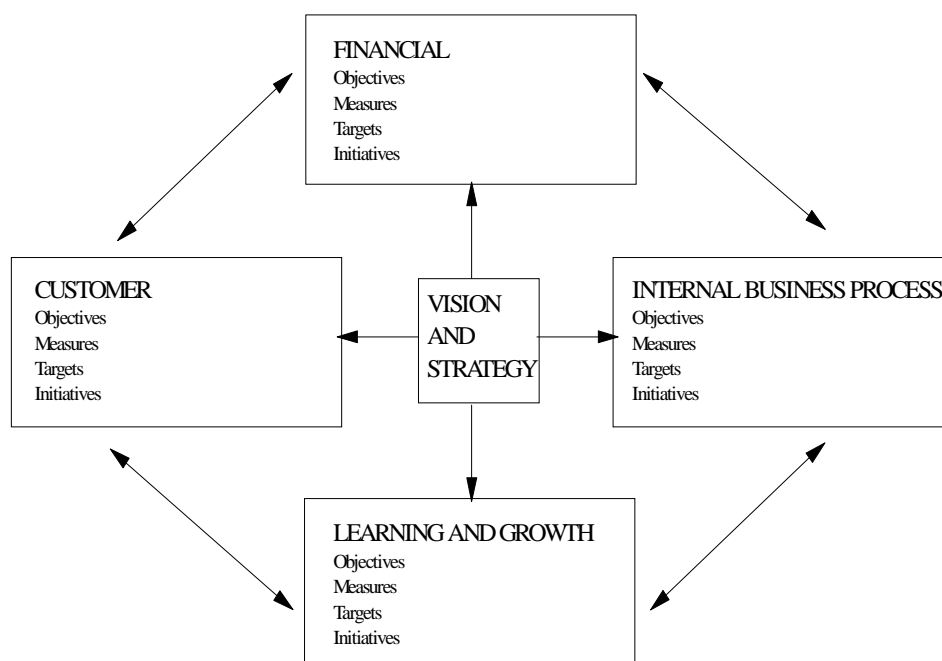 FINANCIAL
Objectives
Measures
Targets
Initiatives
CUSTOMER
Objectives
Measures
Targets
Initiatives
VISION
AND
STRATEGY
INTERNAL BUSINESS PROCESS
Objectives
Measures
Targets
Initiatives
LEARNING AND GROWTH
Objectives
Measures
Targets
Initiatives